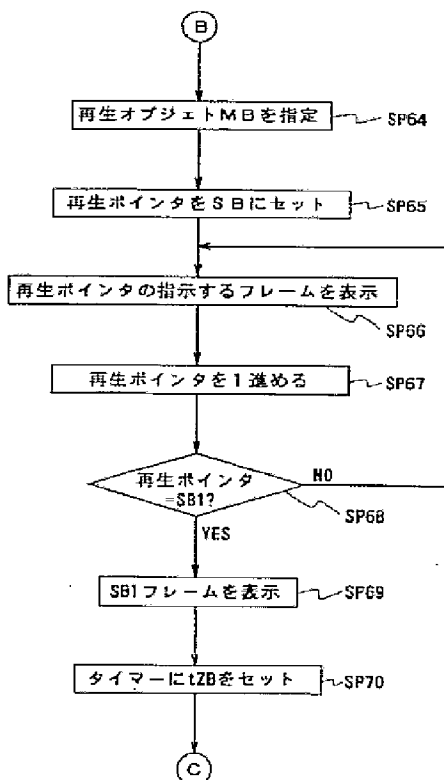 B
再生オブジェトMBを指定
SP64
再生ポインタをSBにセット
SP65
再生ポインタの指示するフレームを表示
SP66
再生ポインタを1進める
SP67
再生ポインタ
=SB1?
NO
SP68
YES
SB1フレームを表示
SP69
タイマーにtZBをセット
SP70
C